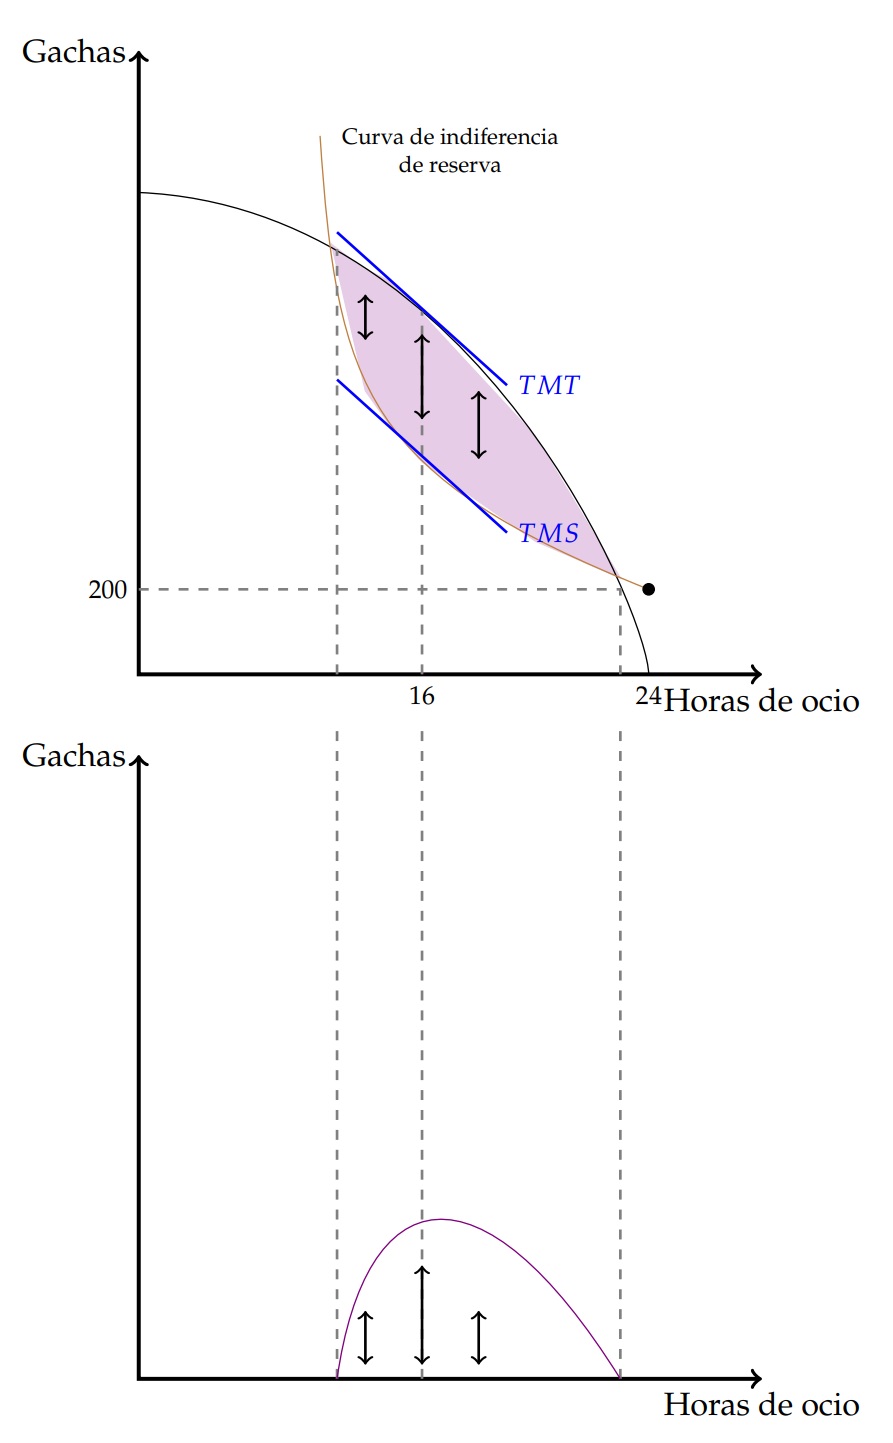 Gachas
Curva de indiferencia
de reserva
TMT
TMS
200
16
24
Horas de ocio
Gachas
Horas de ocio